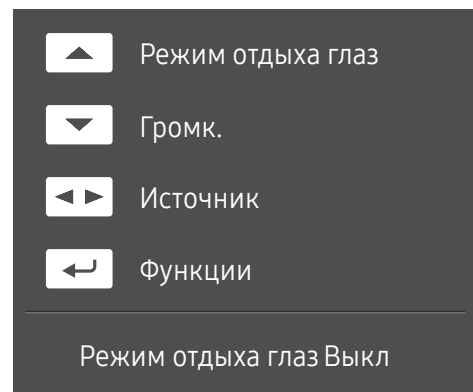 Режим отдыха глаз
Громк.
Источник
Функции
Режим отдыха глаз Выкл